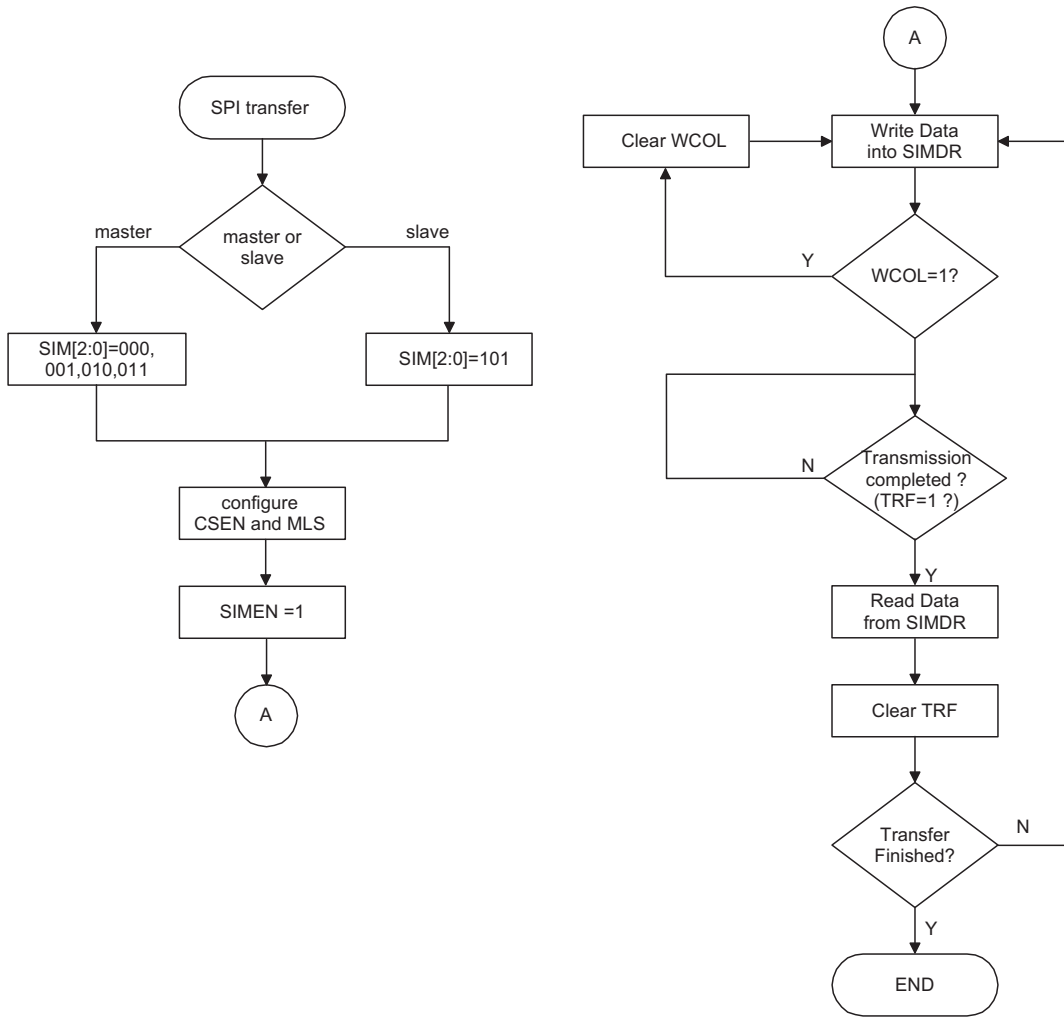 SPI transfer
master or
slave
master
slave
SIM[2:0]=000,
001,010,011
SIM[2:0]=101
configure
CSEN and MLS
SIMEN =1
A
A
Write Data
into SIMDR
Clear WCOL
WCOL=1?
Y
Transmission
completed ?
(TRF=1 ?)
N
Y
Read Data
from SIMDR
Clear TRF
Transfer
Finished?
N
Y
END